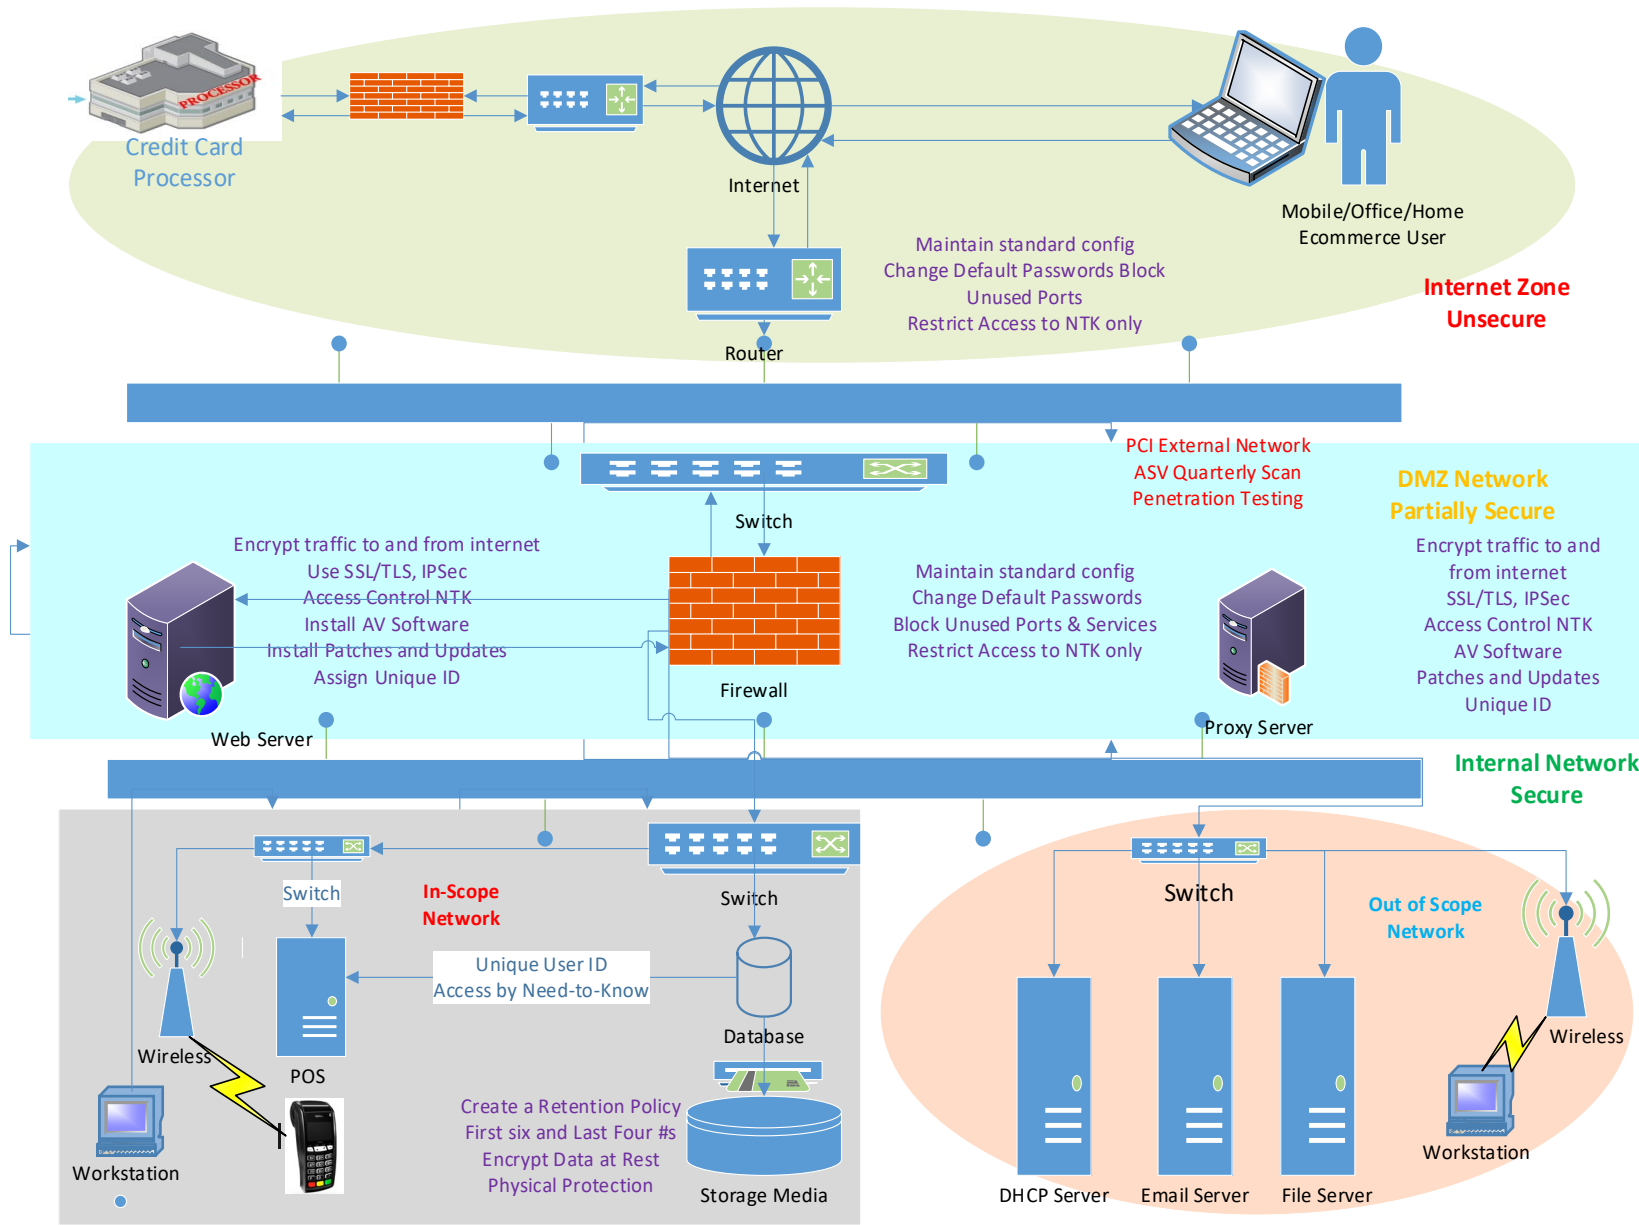 PROCESSOR
Credit Card
Processor
Internet
Mobile/Office/Home
Ecommerce User
Maintain standard config
Change Default Passwords Block
Unused Ports
Restrict Access to NTK only
Internet Zone
Unsecure
Router
PCI External Network
ASV Quarterly Scan
Penetration Testing
DMZ Network
Partially Secure
Switch
Encrypt traffic to and from internet
Use SSL/TLS, IPSec
Access Control NTK
Install AV Software
Install Patches and Updates
Assign Unique ID
Maintain standard config
Change Default Passwords
Block Unused Ports & Services
Restrict Access to NTK only
Encrypt traffic to and
from internet
SSL/TLS, IPSec
Access Control NTK
AV Software
Patches and Updates
Unique ID
Firewall
Web Server
Proxy Server
Internal Network
Secure
Switch
In-Scope
Network
Switch
Switch
Out of Scope
Network
Unique User ID
Access by Need-to-Know
Wireless
POS
Database
Wireless
Create a Retention Policy
First six and Last Four #s
Encrypt Data at Rest
Physical Protection
Workstation
Storage Media
Workstation
DHCP Server
Email Server
File Server